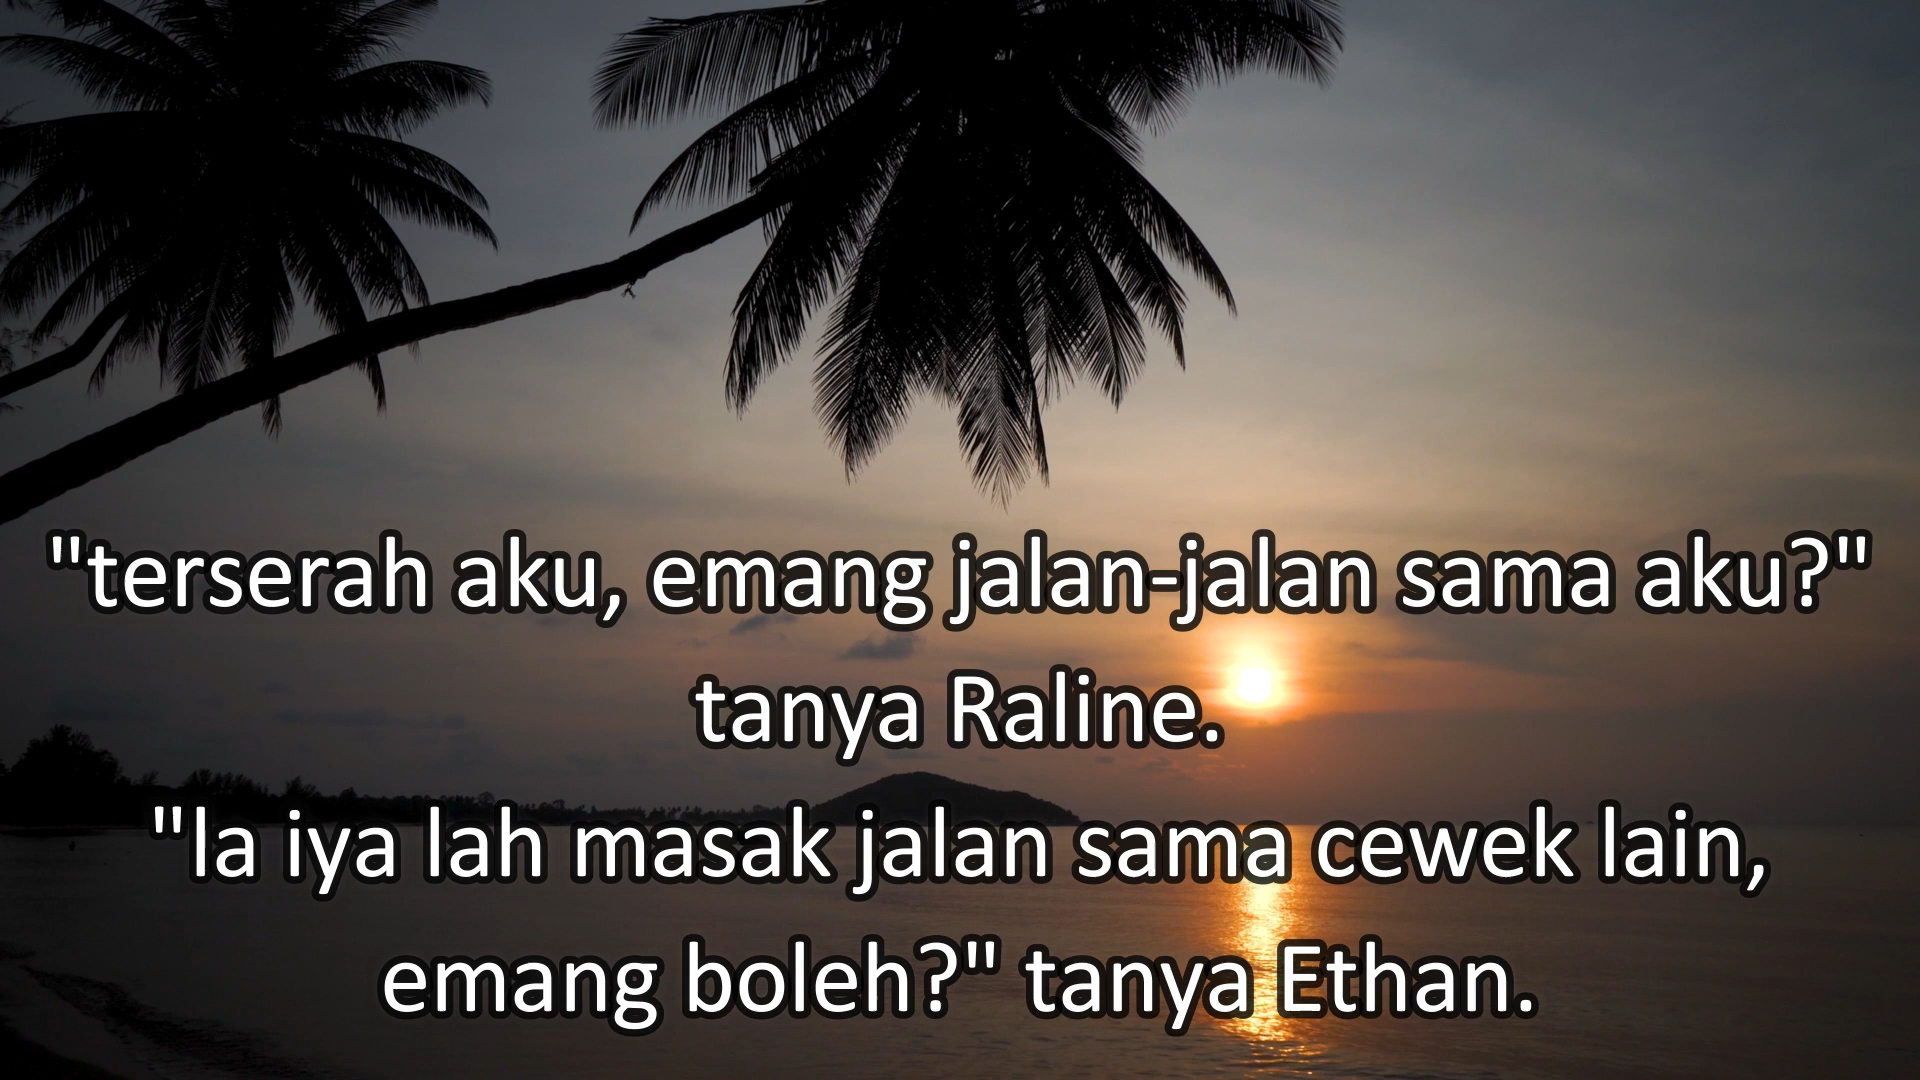 "terserah aku, emang jalan-jalan sama aku?"
tanya Raline.
"la iya lah masak jalan sama cewek lain,
emang boleh?" tanya Ethan.